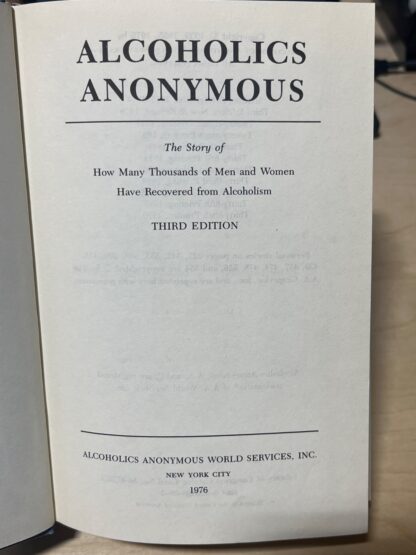 ALCOHOLICS
ANONYMOUS
The Story of
How Many Thousands of Men and Women
Have Recovered from Alcoholism
THIRD EDITION
ALCOHOLICS ANONYMOUS WORLD SERVICES, INC.
NEW YORK CITY
1976